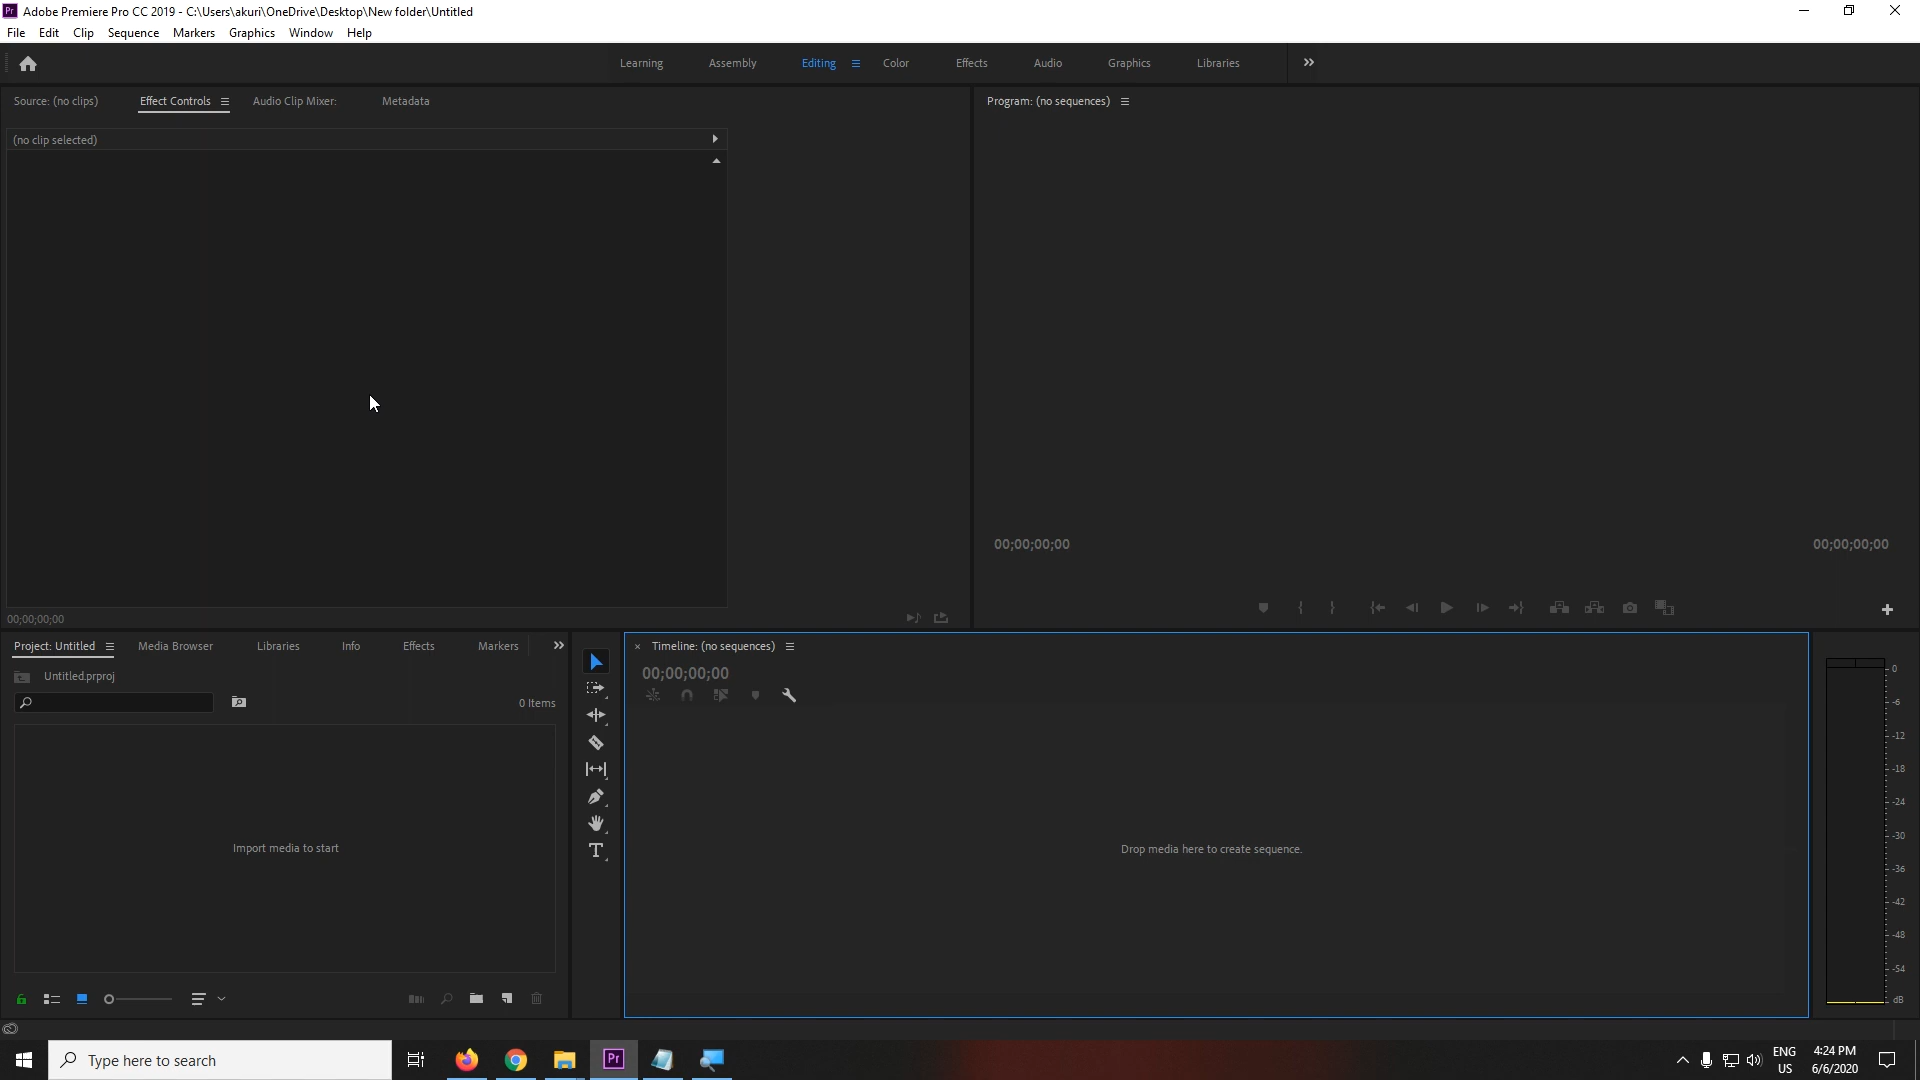 Adobe Premiere Pro CC 2019 - C:\Users\akuri\OneDrive\Desktop\New folder\Untitled
File Edit Clip Sequence Markers Graphics Window Help
Learning Assembly Editing Color Effects Audio Graphics Libraries
Source: (no clips) Effect Controls Audio Clip Mixer: Metadata
Program: (no sequences)
(no clip selected)
00;00;00;00 00;00;00;00
00;00;00;00
Project: Untitled Media Browser Libraries Info Effects Markers
Timeline: (no sequences)
Untitled.prproj
00;00;00;00
0 Items
Import media to start
Drop media here to create sequence.
0
-6
-12
-18
-24
-30
-36
-42
-48
-54
dB
Pr
Type here to search
ENG
US
4:24 PM
6/6/2020